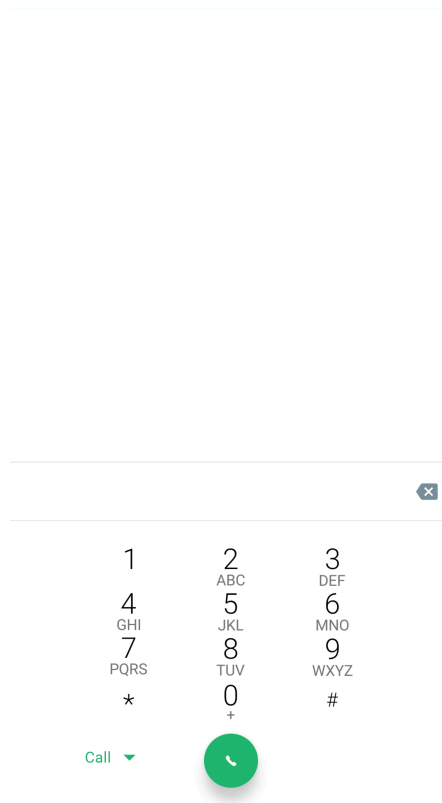 1 2 3
ABC DEF
4 5 6
GHI JKL MNO
7 8 9
PQRS TUV WXYZ
* 0 #
+
Call